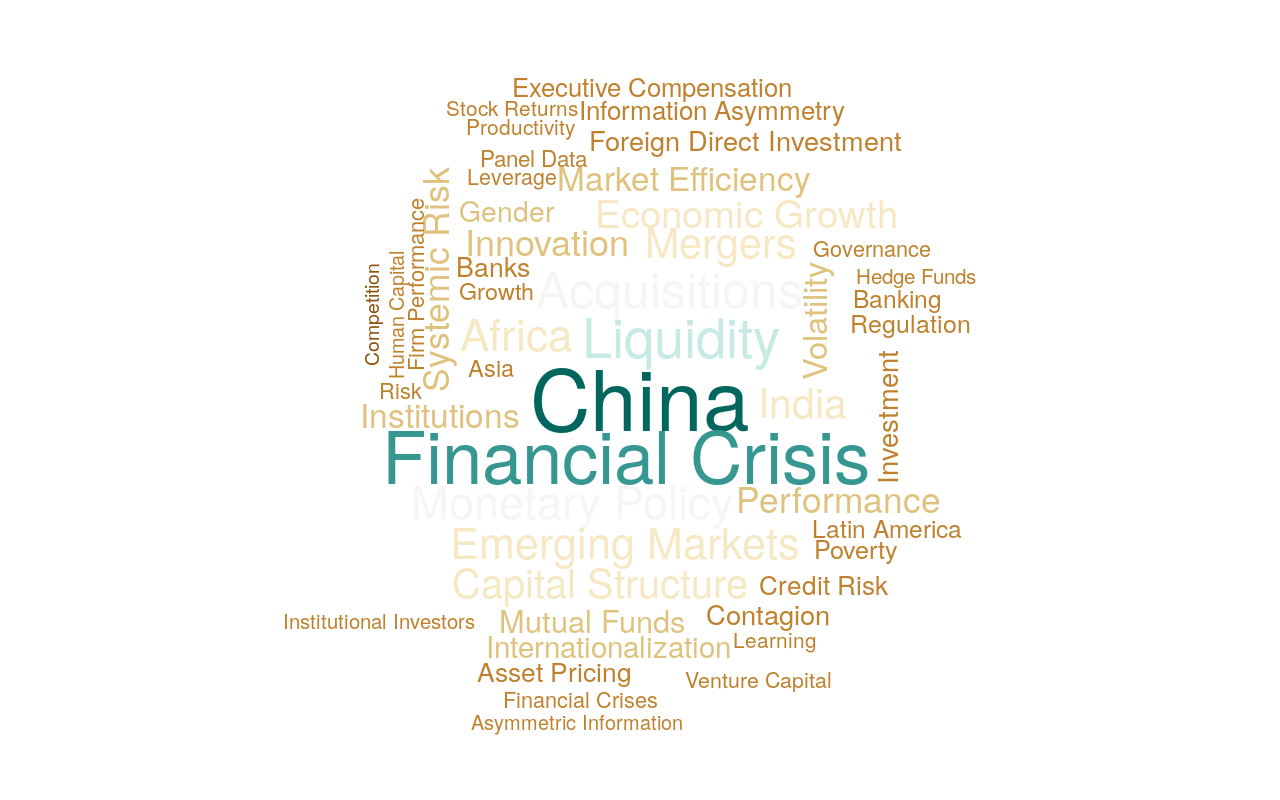 Executive Compensation
Stock Returns
Information Asymmetry
Productivity
Foreign Direct Investment
Panel Data
Leverage
Market Efficiency
Systemic Risk
Firm Performance
Gender
Economic Growth
Innovation
Mergers
Governance
Human Capital
Competition
Banks
Growth
Acquisitions
Volatility
Hedge Funds
Banking
Africa
Liquidity
Regulation
Asia
Risk
China
India
Investment
Institutions
Financial Crisis
Monetary Policy
Performance
Latin America
Emerging Markets
Poverty
Capital Structure
Credit Risk
Institutional Investors
Mutual Funds
Contagion
Internationalization
Learning
Asset Pricing
Venture Capital
Financial Crises
Asymmetric Information